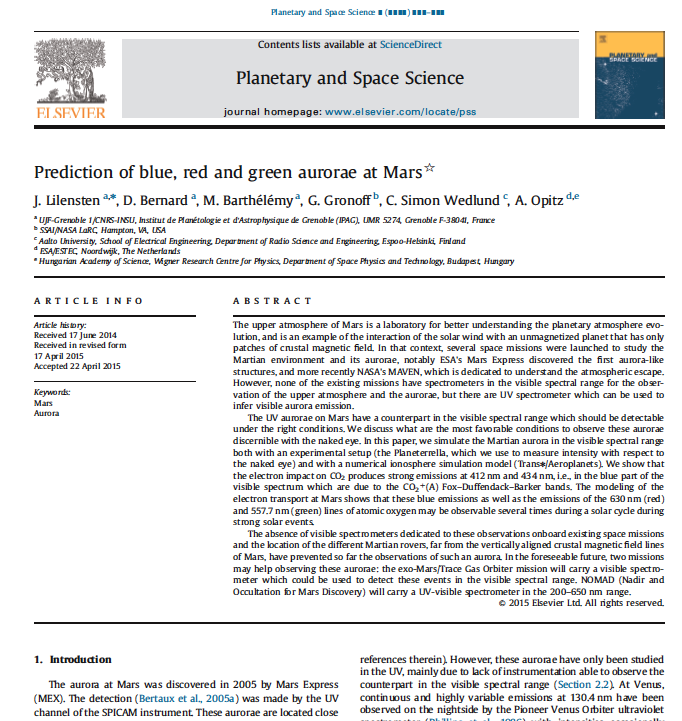 Planetary and Space Science ▮ (▮▮▮▮) ▮▮▮–▮▮▮
Contents lists available at ScienceDirect
Planetary and Space Science
journal homepage: www.elsevier.com/locate/pss
ELSEVIER
PLANETARY AND
SPACE SCIENCE
Prediction of blue, red and green aurorae at Mars☆
J. Lilensten a,*, D. Bernard a, M. Barthélémy a, G. Gronoff b, C. Simon Wedlund c, A. Opitz d,e
a UJF-Grenoble 1/CNRS-INSU, Institut de Planétologie et d'Astrophysique de Grenoble (IPAG), UMR 5274, Grenoble F-38041, France
b SSAI/NASA LaRC, Hampton, VA, USA
c Aalto University, School of Electrical Engineering, Department of Radio Science and Engineering, Espoo-Helsinki, Finland
d ESA/ESTEC, Noordwijk, The Netherlands
e Hungarian Academy of Science, Wigner Research Centre for Physics, Department of Space Physics and Technology, Budapest, Hungary
ARTICLE INFO
Article history:
Received 17 June 2014
Received in revised form
17 April 2015
Accepted 22 April 2015
Keywords:
Mars
Aurora
ABSTRACT
The upper atmosphere of Mars is a laboratory for better understanding the planetary atmosphere evo-
lution, and is an example of the interaction of the solar wind with an unmagnetized planet that has only
patches of crustal magnetic field. In that context, several space missions were launched to study the
Martian environment and its aurorae, notably ESA's Mars Express discovered the first aurora-like
structures, and more recently NASA's MAVEN, which is dedicated to understand the atmospheric escape.
However, none of the existing missions have spectrometers in the visible spectral range for the obser-
vation of the upper atmosphere and the aurorae, but there are UV spectrometer which can be used to
infer visible aurora emission.
The UV aurorae on Mars have a counterpart in the visible spectral range which should be detectable
under the right conditions. We discuss what are the most favorable conditions to observe these aurorae
discernible with the naked eye. In this paper, we simulate the Martian aurora in the visible spectral range
both with an experimental setup (the Planeterrella, which we use to measure intensity with respect to
the naked eye) and with a numerical ionosphere simulation model (Trans*/Aeroplanets). We show that
the electron impact on CO2 produces strong emissions at 412 nm and 434 nm, i.e., in the blue part of the
visible spectrum which are due to the CO2+(A) Fox–Duffendack–Barker bands. The modeling of the
electron transport at Mars shows that these blue emissions as well as the emissions of the 630 nm (red)
and 557.7 nm (green) lines of atomic oxygen may be observable several times during a solar cycle during
strong solar events.
The absence of visible spectrometers dedicated to these observations onboard existing space missions
and the location of the different Martian rovers, far from the vertically aligned crustal magnetic field lines
of Mars, have prevented so far the observations of such an aurora. In the foreseeable future, two missions
may help observing these aurorae: the exo-Mars/Trace Gas Orbiter mission will carry a visible spectro-
meter which could be used to detect these events in the visible spectral range. NOMAD (Nadir and
Occultation for Mars Discovery) will carry a UV-visible spectrometer in the 200–650 nm range.
© 2015 Elsevier Ltd. All rights reserved.
1. Introduction
The aurora at Mars was discovered in 2005 by Mars Express
(MEX). The detection (Bertaux et al., 2005a) was made by the UV
channel of the SPICAM instrument. These aurorae are located close
references therein). However, these aurorae have only been studied
in the UV, mainly due to lack of instrumentation able to observe the
counterpart in the visible spectral range (Section 2.2). At Venus,
continuous and highly variable emissions at 130.4 nm have been
observed on the nightside by the Pioneer Venus Orbiter ultraviolet